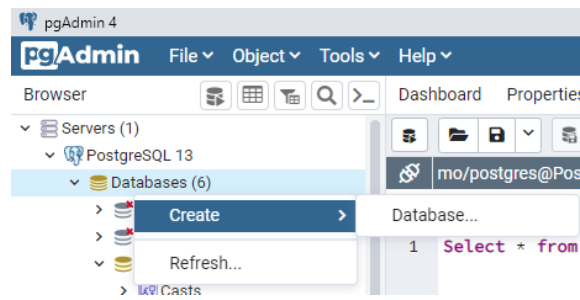 pgAdmin 4
pgAdmin File Object Tools Help
Browser Dashboard Properties
Servers (1)
PostgreSQL 13
mo/postgres@Pos
Databases (6)
Create Database...
1 Select * from
Refresh...
Casts